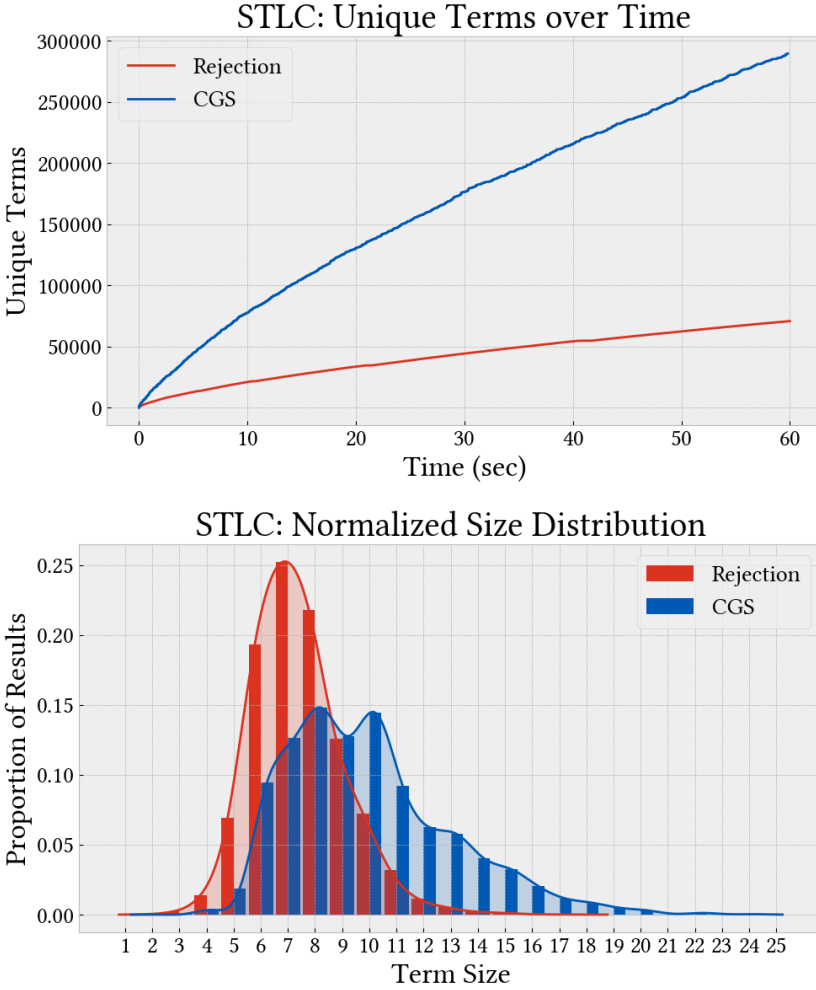 STLC: Unique Terms over Time
300000
250000
200000
150000
100000
50000
0
Unique Terms
Rejection
CGS
0 10 20 30 40 50 60
Time (sec)
STLC: Normalized Size Distribution
0.25
0.20
0.15
0.10
0.05
0.00
Proportion of Results
Rejection
CGS
1 2 3 4 5 6 7 8 9 10 11 12 13 14 15 16 17 18 19 20 21 22 23 24 25
Term Size